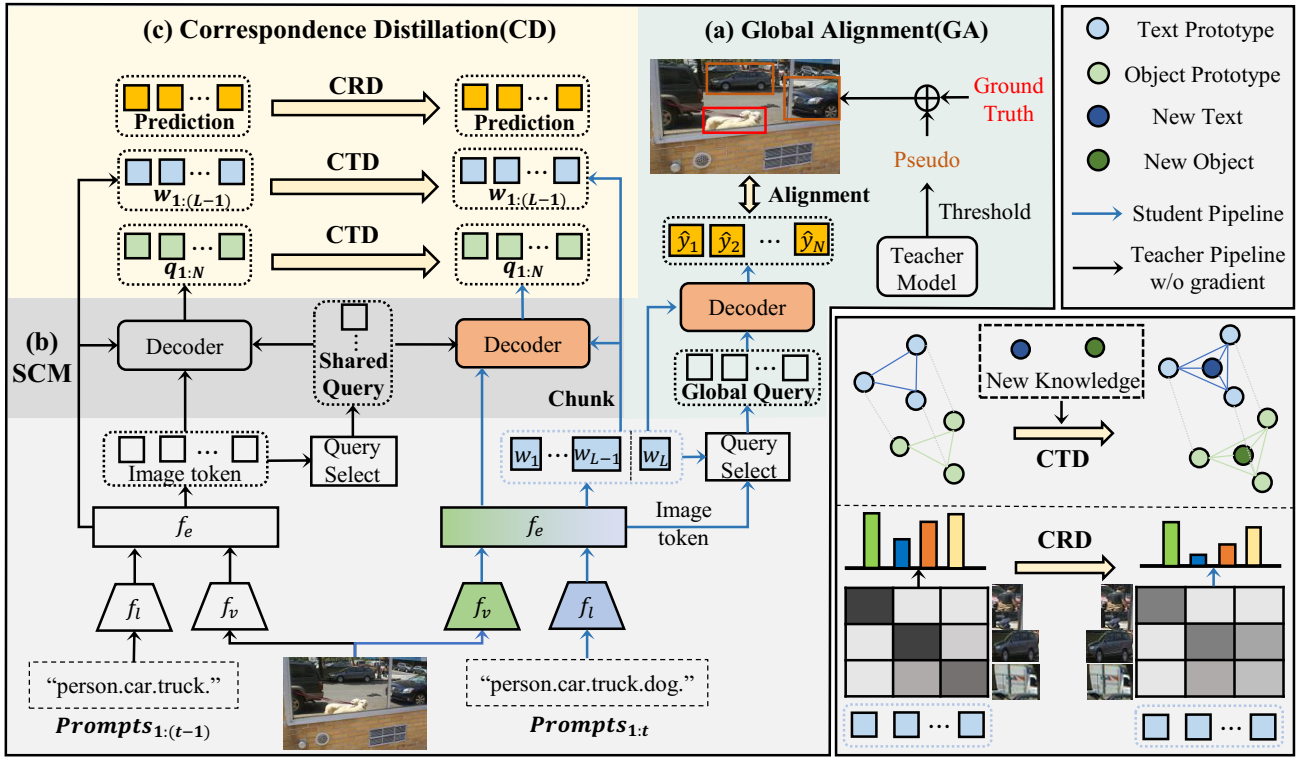 (c) Correspondence Distillation(CD)
(a) Global Alignment(GA)
Prediction
CRD
Prediction
w1:(L−1)
CTD
w1:(L−1)
q1:N
CTD
q1:N
Ground
Truth
Pseudo
Threshold
Teacher
Model
Alignment
ŷ1 ŷ2 ⋯ ŷN
Decoder
Global Query
(b)
SCM
Decoder
Shared
Query
Decoder
Chunk
Image token
Query
Select
w1 ⋯ wL−1 wL
Query
Select
fe
fe
Image
token
fl
fv
fv
fl
“person.car.truck.”
Prompts1:(t−1)
“person.car.truck.dog.”
Prompts1:t
Text Prototype
Object Prototype
New Text
New Object
Student Pipeline
Teacher Pipeline
w/o gradient
New Knowledge
CTD
CRD